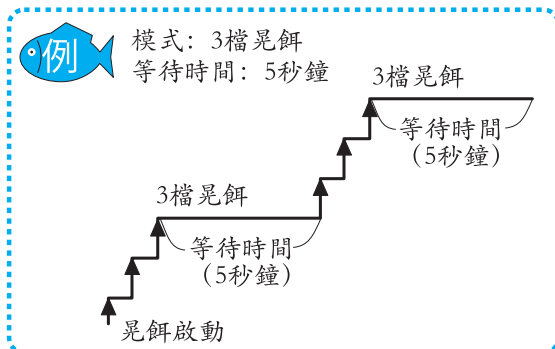 例
模式：3檔晃餌
等待時間：5秒鐘
3檔晃餌
等待時間
（5秒鐘）
3檔晃餌
等待時間
（5秒鐘）
晃餌啟動